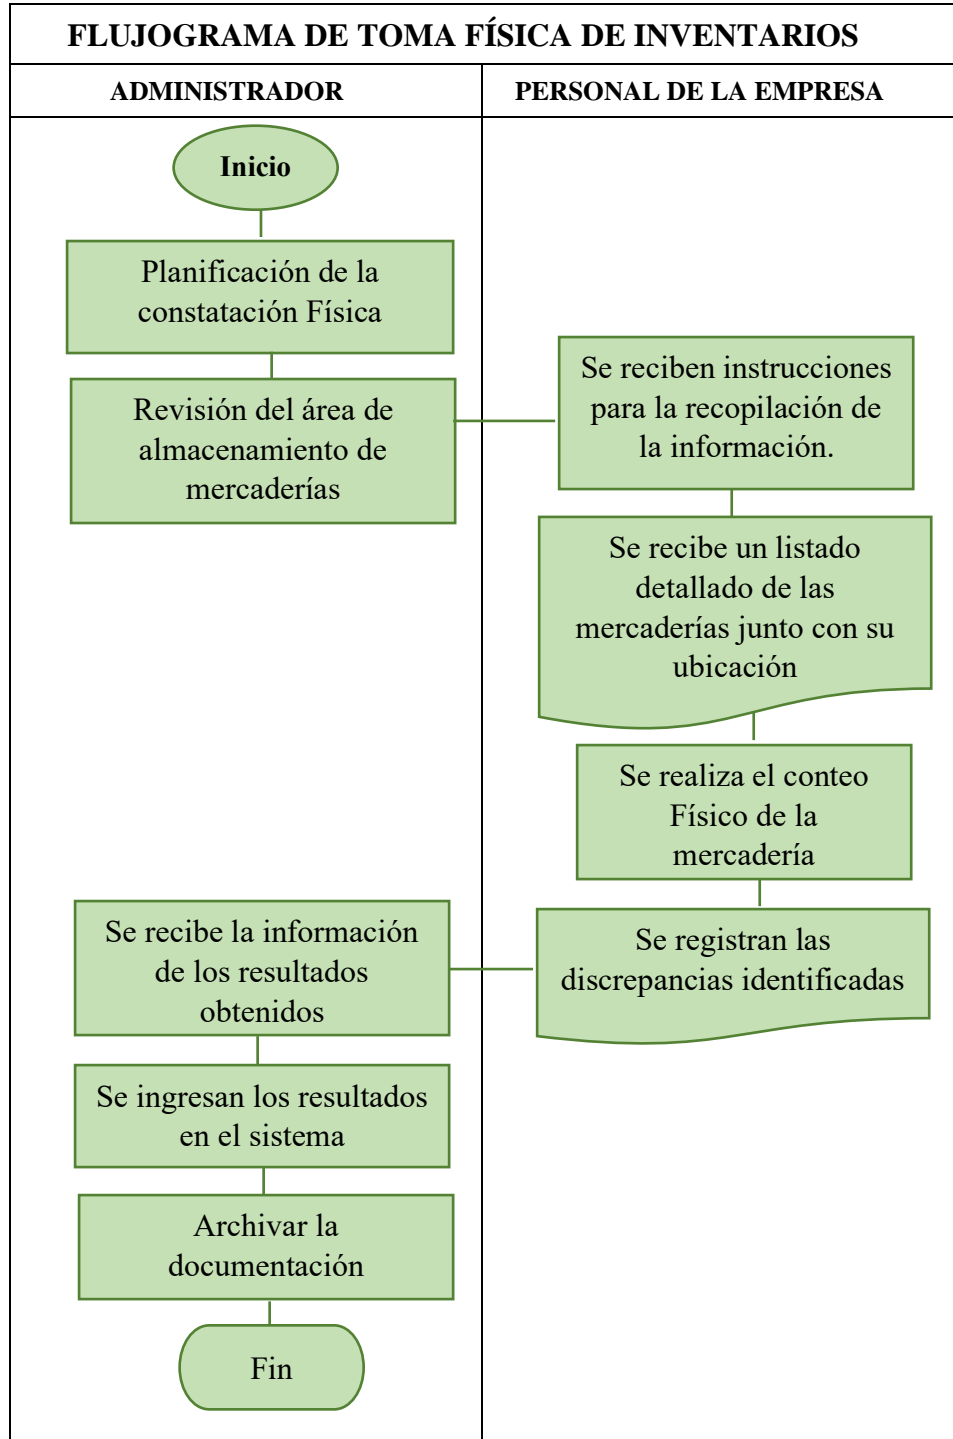 FLUJOGRAMA DE TOMA FÍSICA DE INVENTARIOS
ADMINISTRADOR
PERSONAL DE LA EMPRESA
Inicio
Planificación de la
constatación Física
Revisión del área de
almacenamiento de
mercaderías
Se reciben instrucciones
para la recopilación de
la información.
Se recibe un listado
detallado de las
mercaderías junto con su
ubicación
Se realiza el conteo
Físico de la
mercadería
Se registran las
discrepancias identificadas
Se recibe la información
de los resultados
obtenidos
Se ingresan los resultados
en el sistema
Archivar la
documentación
Fin